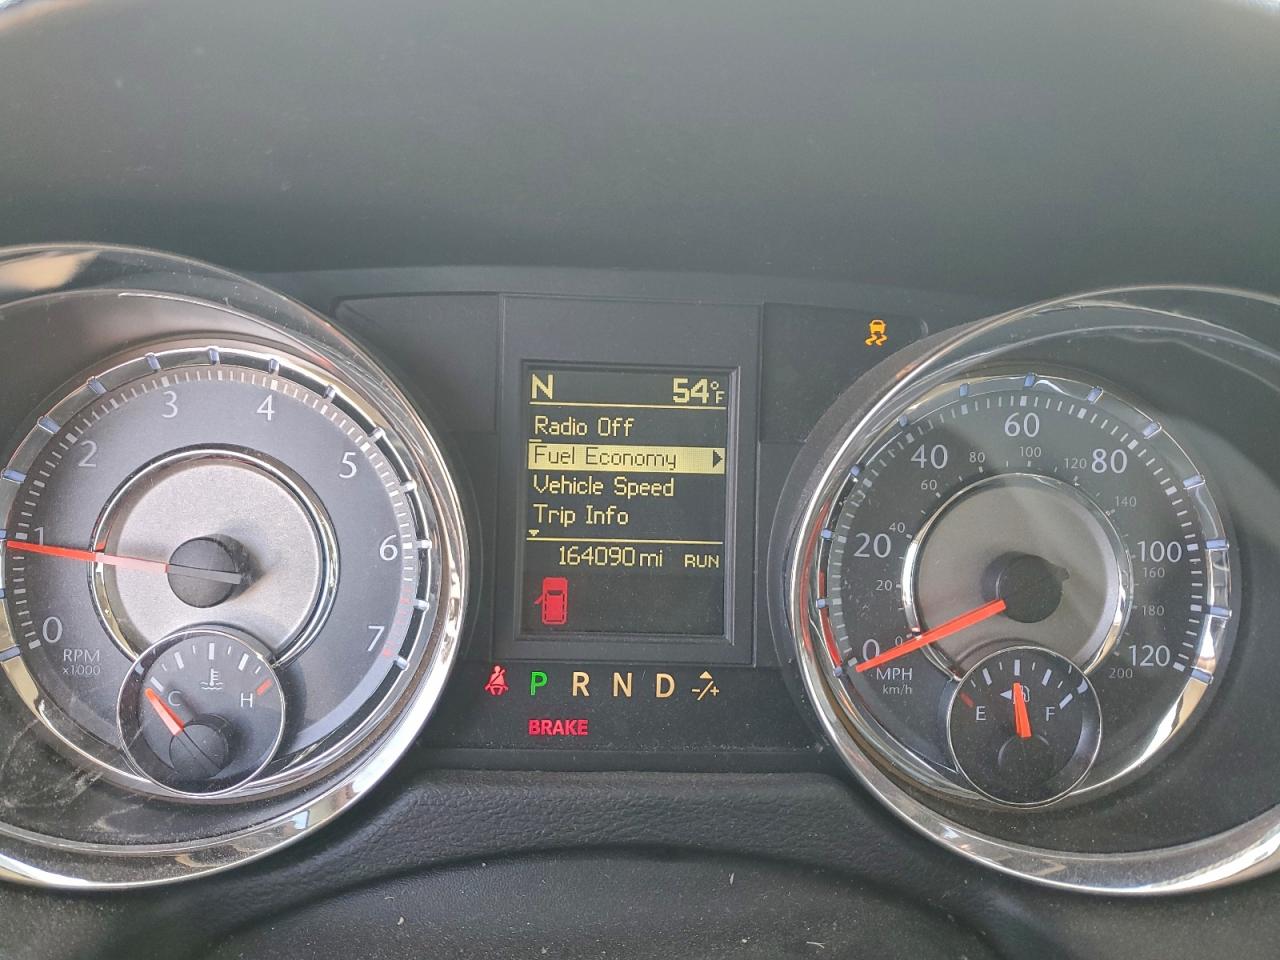 N 54°F
Radio Off
Fuel Economy
Vehicle Speed
Trip Info
164090 mi RUN
P R N D -/+
BRAKE
0 1 2 3 4 5 6 7
RPM
x1000
C H
0 20 40 60 80 100 120
0 20 40 60 80 100 120 140 160 180 200
MPH
km/h
E F